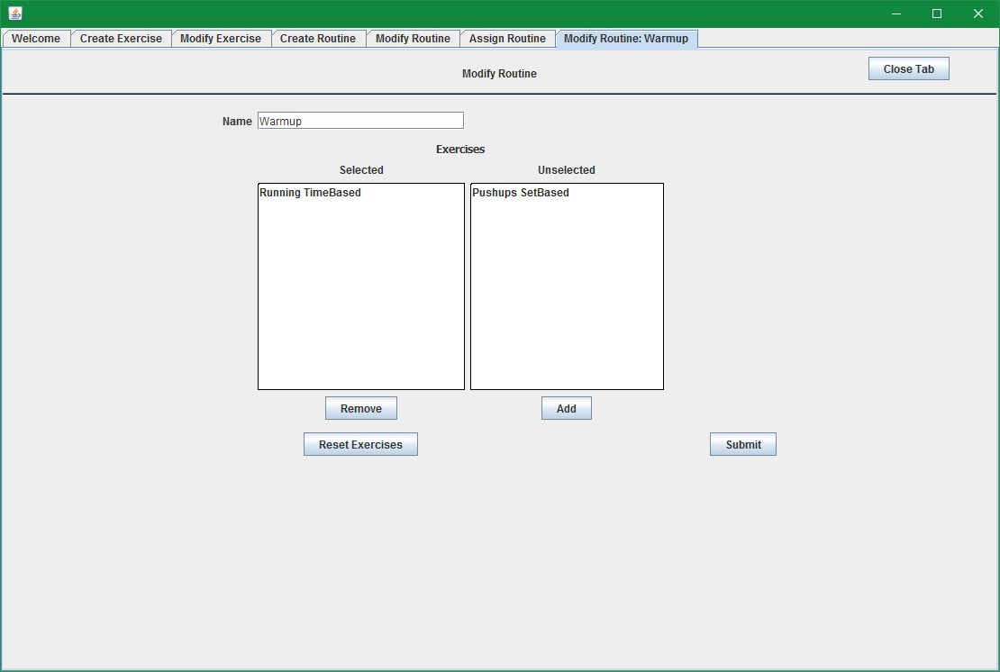 Welcome Create Exercise Modify Exercise Create Routine Modify Routine Assign Routine Modify Routine: Warmup
Modify Routine
Close Tab
Name Warmup
Exercises
Selected Unselected
Running TimeBased Pushups SetBased
Remove Add
Reset Exercises Submit